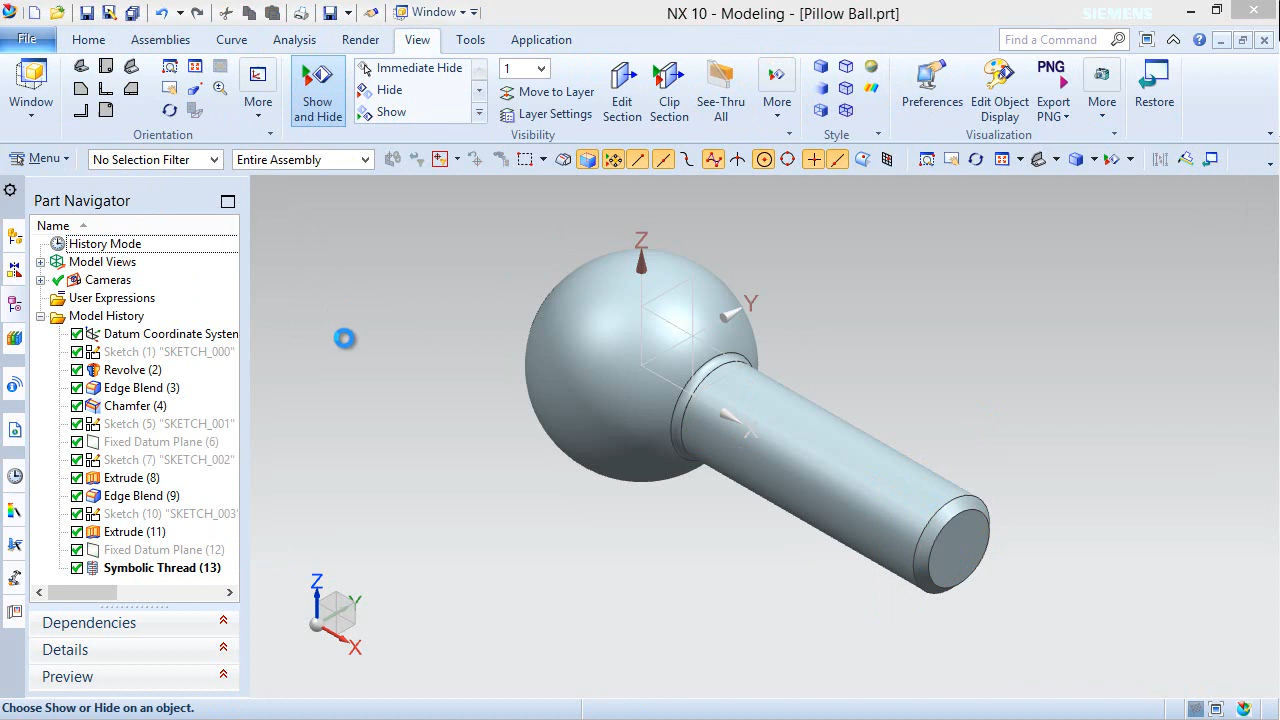 Window
NX 10 - Modeling - [Pillow Ball.prt]
SIEMENS
File
Home
Assemblies
Curve
Analysis
Render
View
Tools
Application
Find a Command
Window
More
Orientation
Show
and Hide
Immediate Hide
Hide
Show
1
Move to Layer
Layer Settings
Visibility
Edit
Section
Clip
Section
See-Thru
All
More
Style
Preferences
Edit Object
Display
PNG
Export
PNG
More
Visualization
Restore
Menu
No Selection Filter
Entire Assembly
Part Navigator
Name
History Mode
Model Views
Cameras
User Expressions
Model History
Datum Coordinate System
Sketch (1) "SKETCH_000"
Revolve (2)
Edge Blend (3)
Chamfer (4)
Sketch (5) "SKETCH_001"
Fixed Datum Plane (6)
Sketch (7) "SKETCH_002"
Extrude (8)
Edge Blend (9)
Sketch (10) "SKETCH_003"
Extrude (11)
Fixed Datum Plane (12)
Symbolic Thread (13)
Dependencies
Details
Preview
Z
Y
X
Z
Y
X
Choose Show or Hide on an object.